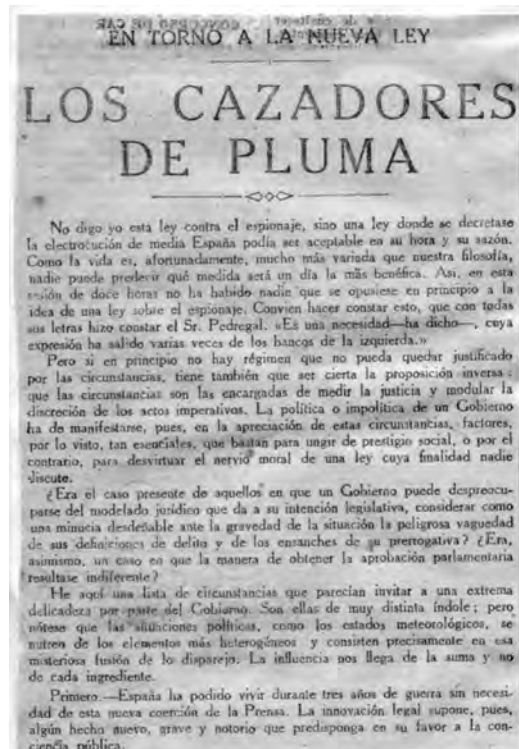 EN TORNO A LA NUEVA LEY
LOS CAZADORES
DE PLUMA
No digo yo esta ley contra el espionaje, sino una ley donde se decretase
la electrocución de media España podía ser aceptable en su hora y su sazón.
Como la vida es, afortunadamente, mucho más variada que nuestra filosofía,
nadie puede predecir qué medida será un día la más benéfica. Así, en esta
sesión de doce horas no ha habido nadie que se opusiese en principio a la
idea de una ley sobre el espionaje. Convien hacer constar esto, que con todas
sus letras hizo constar el Sr. Pedregal. «Es una necesidad—ha dicho—, cuya
expresión ha salido varias veces de los bancos de la izquierda.»
Pero si en principio no hay régimen que no pueda quedar justificado
por las circunstancias, tiene también que ser cierta la proposición inversa:
que las circunstancias son las encargadas de medir la justicia y modular la
discreción de los actos imperativos. La política o impolítica de un Gobierno
ha de manifestarse, pues, en la apreciación de estas circunstancias, factores,
por lo visto, tan esenciales, que bastan para ungir de prestigio social, o por el
contrario, para desvirtuar el nervio moral de una ley cuya finalidad nadie
discute.
¿Era el caso presente de aquellos en que un Gobierno puede despreocu-
parse del modelado jurídico que da a su intención legislativa, considerar como
una minucia desdeñable ante la gravedad de la situación la peligrosa vaguedad
de sus definiciones de delito y de los ensanches de su prerrogativa? ¿Era,
asimismo, un caso en que la manera de obtener la aprobación parlamentaria
resultase indiferente?
He aquí una lista de circunstancias que parecían invitar a una extrema
delicadeza por parte del Gobierno. Son ellas de muy distinta índole; pero
nótese que las situaciones políticas, como los estados meteorológicos, se
nutren de los elementos más heterogéneos y consisten precisamente en esa
misteriosa fusión de lo disparejo. La influencia nos llega de la suma y no
de cada ingrediente.
Primero.—España ha podido vivir durante tres años de guerra sin necesi-
dad de esta nueva coerción de la Prensa. La innovación legal supone, pues,
algún hecho nuevo, grave y notorio que predisponga en su favor a la con-
ciencia pública.